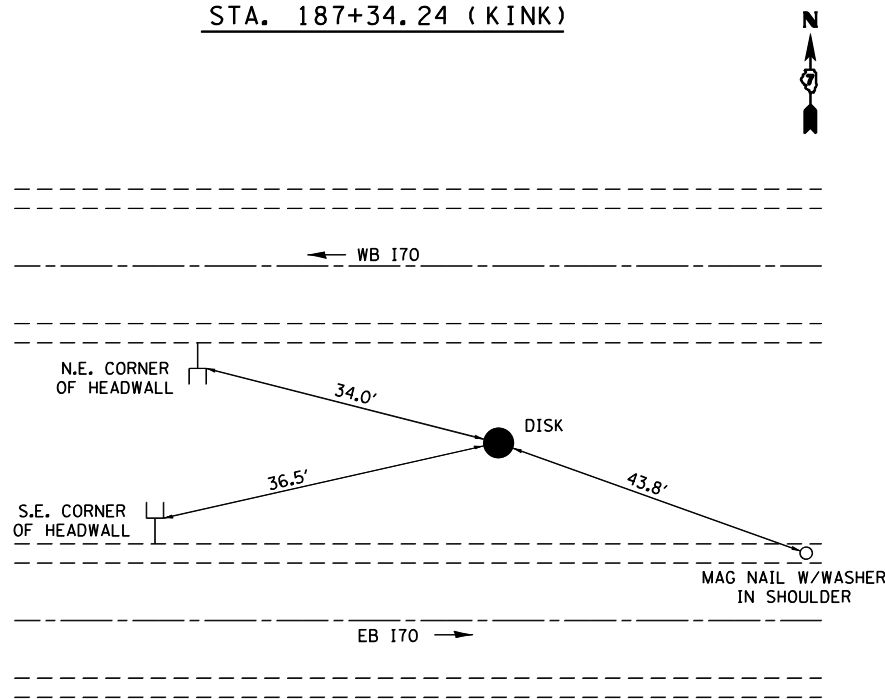 STA. 187+34.24 (KINK)
N
7
WB I70
N.E. CORNER
OF HEADWALL
34.0'
DISK
36.5'
43.8'
S.E. CORNER
OF HEADWALL
MAG NAIL W/WASHER
IN SHOULDER
EB I70